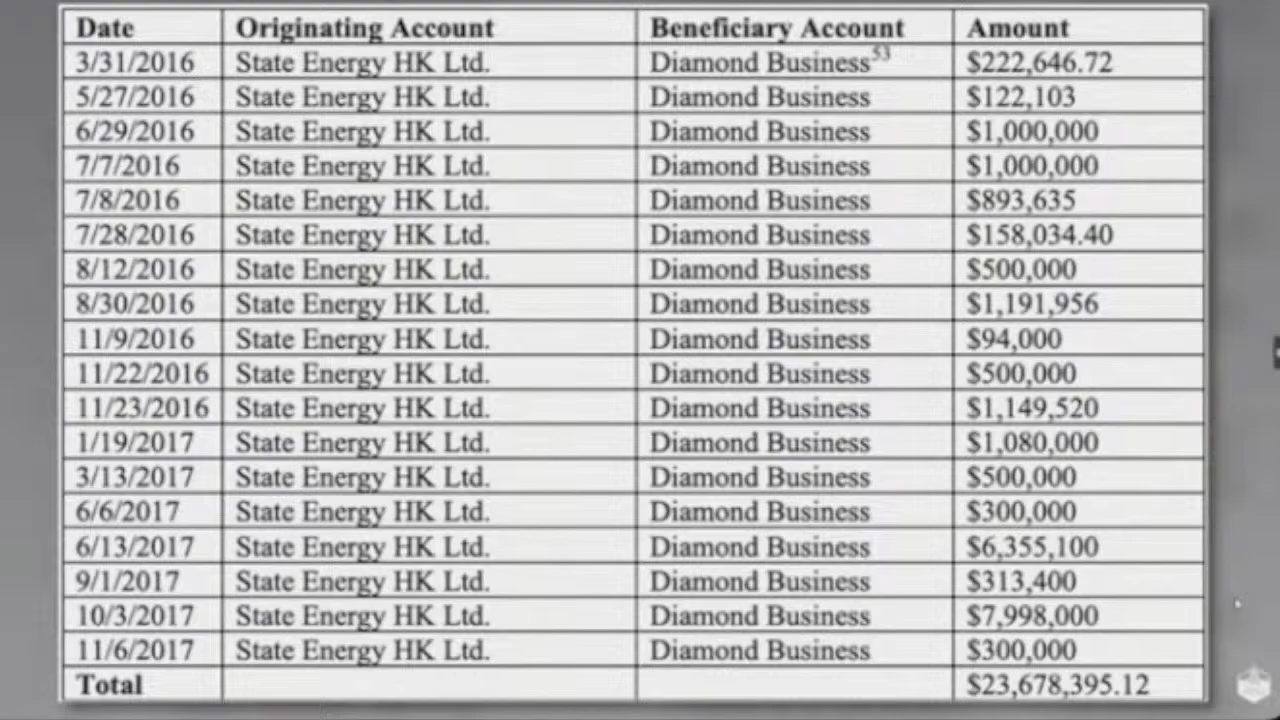 Date Originating Account Beneficiary Account Amount
3/31/2016 State Energy HK Ltd. Diamond Business53 $222,646.72
5/27/2016 State Energy HK Ltd. Diamond Business $122,103
6/29/2016 State Energy HK Ltd. Diamond Business $1,000,000
7/7/2016 State Energy HK Ltd. Diamond Business $1,000,000
7/8/2016 State Energy HK Ltd. Diamond Business $893,635
7/28/2016 State Energy HK Ltd. Diamond Business $158,034.40
8/12/2016 State Energy HK Ltd. Diamond Business $500,000
8/30/2016 State Energy HK Ltd. Diamond Business $1,191,956
11/9/2016 State Energy HK Ltd. Diamond Business $94,000
11/22/2016 State Energy HK Ltd. Diamond Business $500,000
11/23/2016 State Energy HK Ltd. Diamond Business $1,149,520
1/19/2017 State Energy HK Ltd. Diamond Business $1,080,000
3/13/2017 State Energy HK Ltd. Diamond Business $500,000
6/6/2017 State Energy HK Ltd. Diamond Business $300,000
6/13/2017 State Energy HK Ltd. Diamond Business $6,355,100
9/1/2017 State Energy HK Ltd. Diamond Business $313,400
10/3/2017 State Energy HK Ltd. Diamond Business $7,998,000
11/6/2017 State Energy HK Ltd. Diamond Business $300,000
Total $23,678,395.12